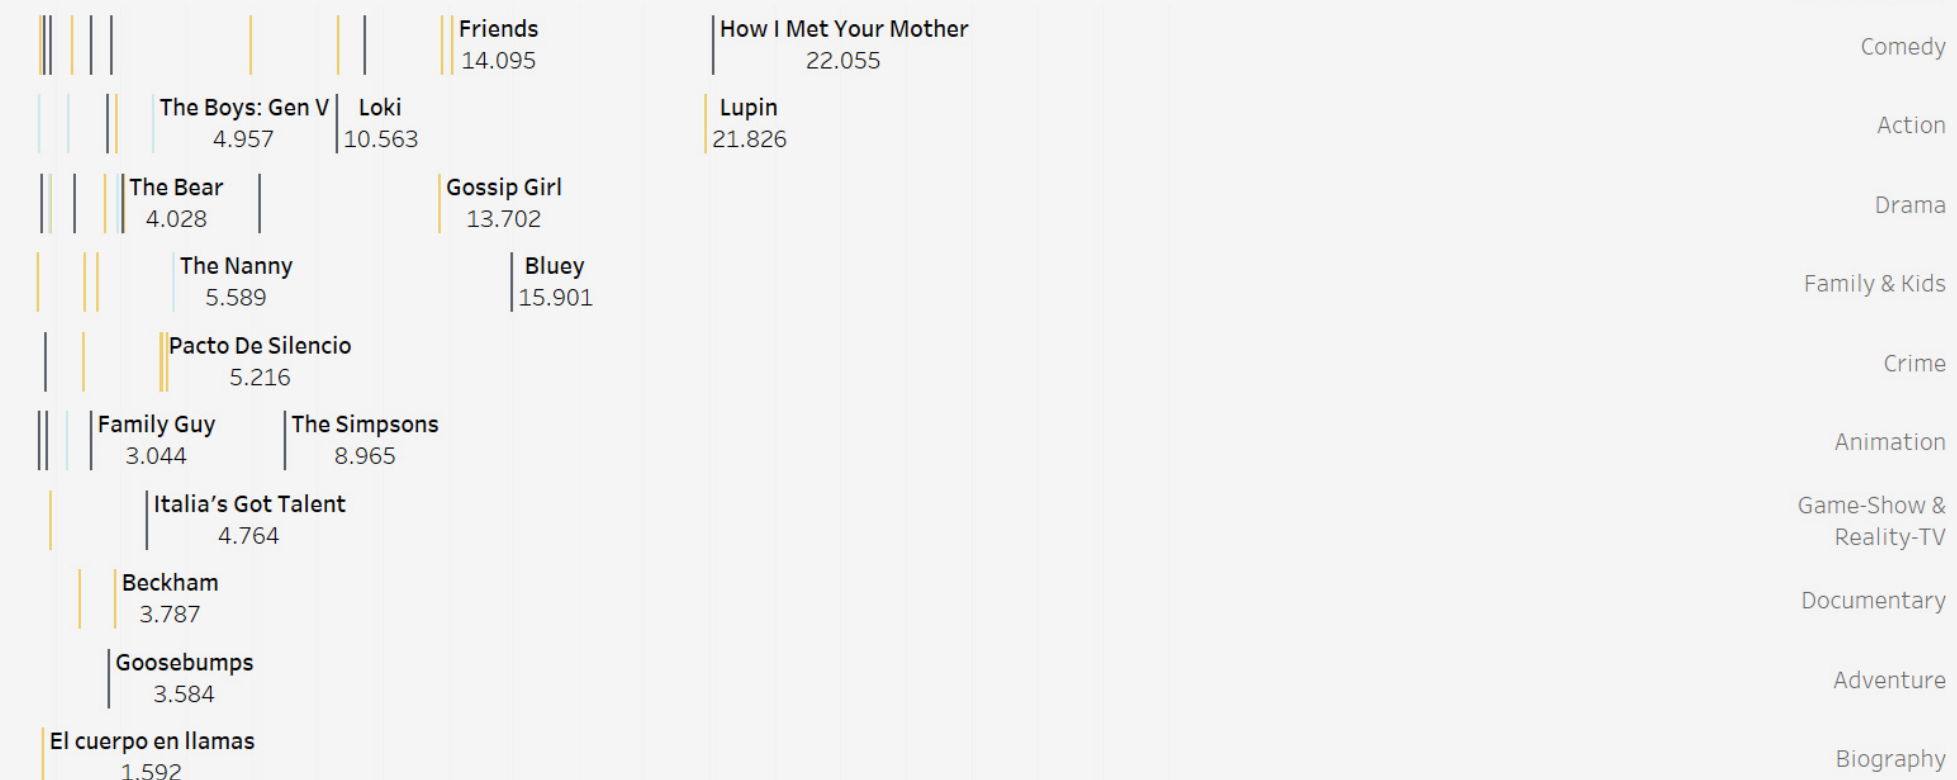 Friends
14.095
How I Met Your Mother
22.055
Comedy
The Boys: Gen V
4.957
Loki
10.563
Lupin
21.826
Action
The Bear
4.028
Gossip Girl
13.702
Drama
The Nanny
5.589
Bluey
15.901
Family & Kids
Pacto De Silencio
5.216
Crime
Family Guy
3.044
The Simpsons
8.965
Animation
Italia's Got Talent
4.764
Game-Show &
Reality-TV
Beckham
3.787
Documentary
Goosebumps
3.584
Adventure
El cuerpo en llamas
1.592
Biography